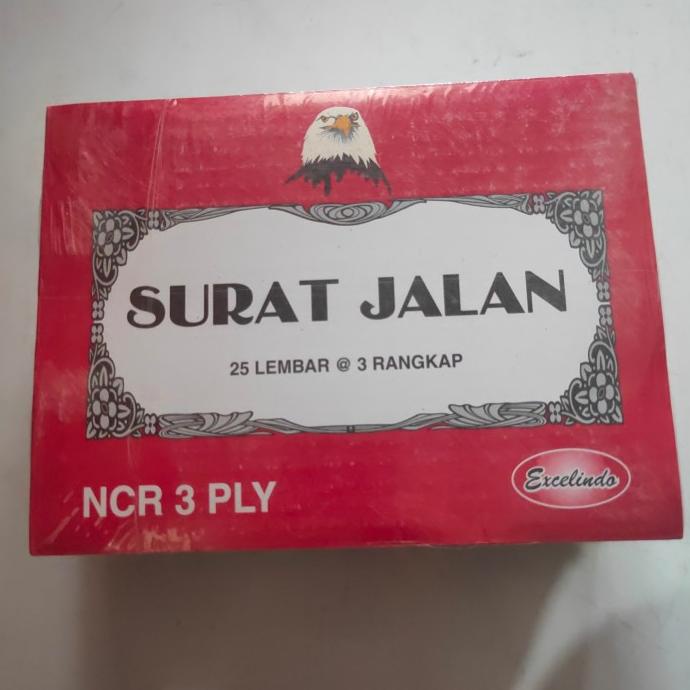 SURAT JALAN
25 LEMBAR @ 3 RANGKAP
NCR 3 PLY
Excelindo